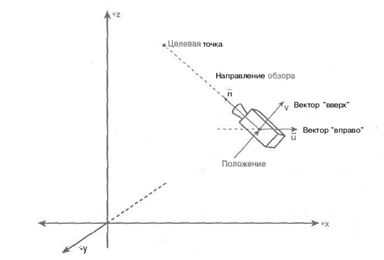 +z
Целевая точка
Направление обзора
n
v
Вектор "вверх"
Вектор "вправо"
u
Положение
+x
+y